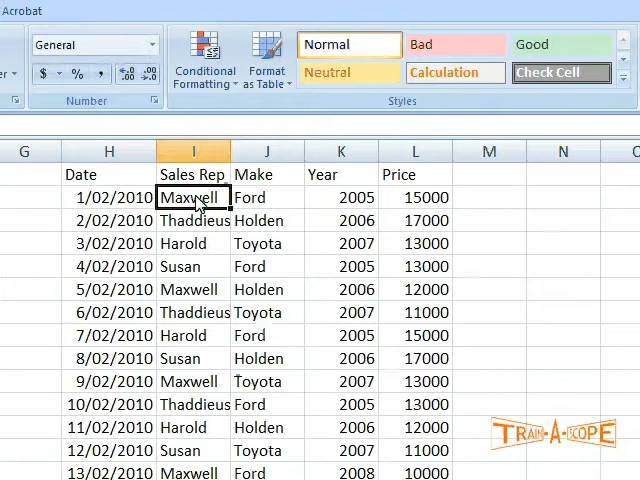 Acrobat
General
$ % , .0 .00 .00 .0
Number
Conditional Formatting
Format as Table
Normal Bad Good
Neutral Calculation Check Cell
Styles
G H I J K L M N
Date Sales Rep Make Year Price
1/02/2010 Maxwell Ford 2005 15000
2/02/2010 Thaddieus Holden 2006 17000
3/02/2010 Harold Toyota 2007 13000
4/02/2010 Susan Ford 2005 13000
5/02/2010 Maxwell Holden 2006 12000
6/02/2010 Thaddieus Toyota 2007 11000
7/02/2010 Harold Ford 2005 15000
8/02/2010 Susan Holden 2006 17000
9/02/2010 Maxwell Toyota 2007 13000
10/02/2010 Thaddieus Ford 2005 13000
11/02/2010 Harold Holden 2006 12000
12/02/2010 Susan Toyota 2007 11000
13/02/2010 Maxwell Ford 2008 10000
TRAIN-A-SCOPE